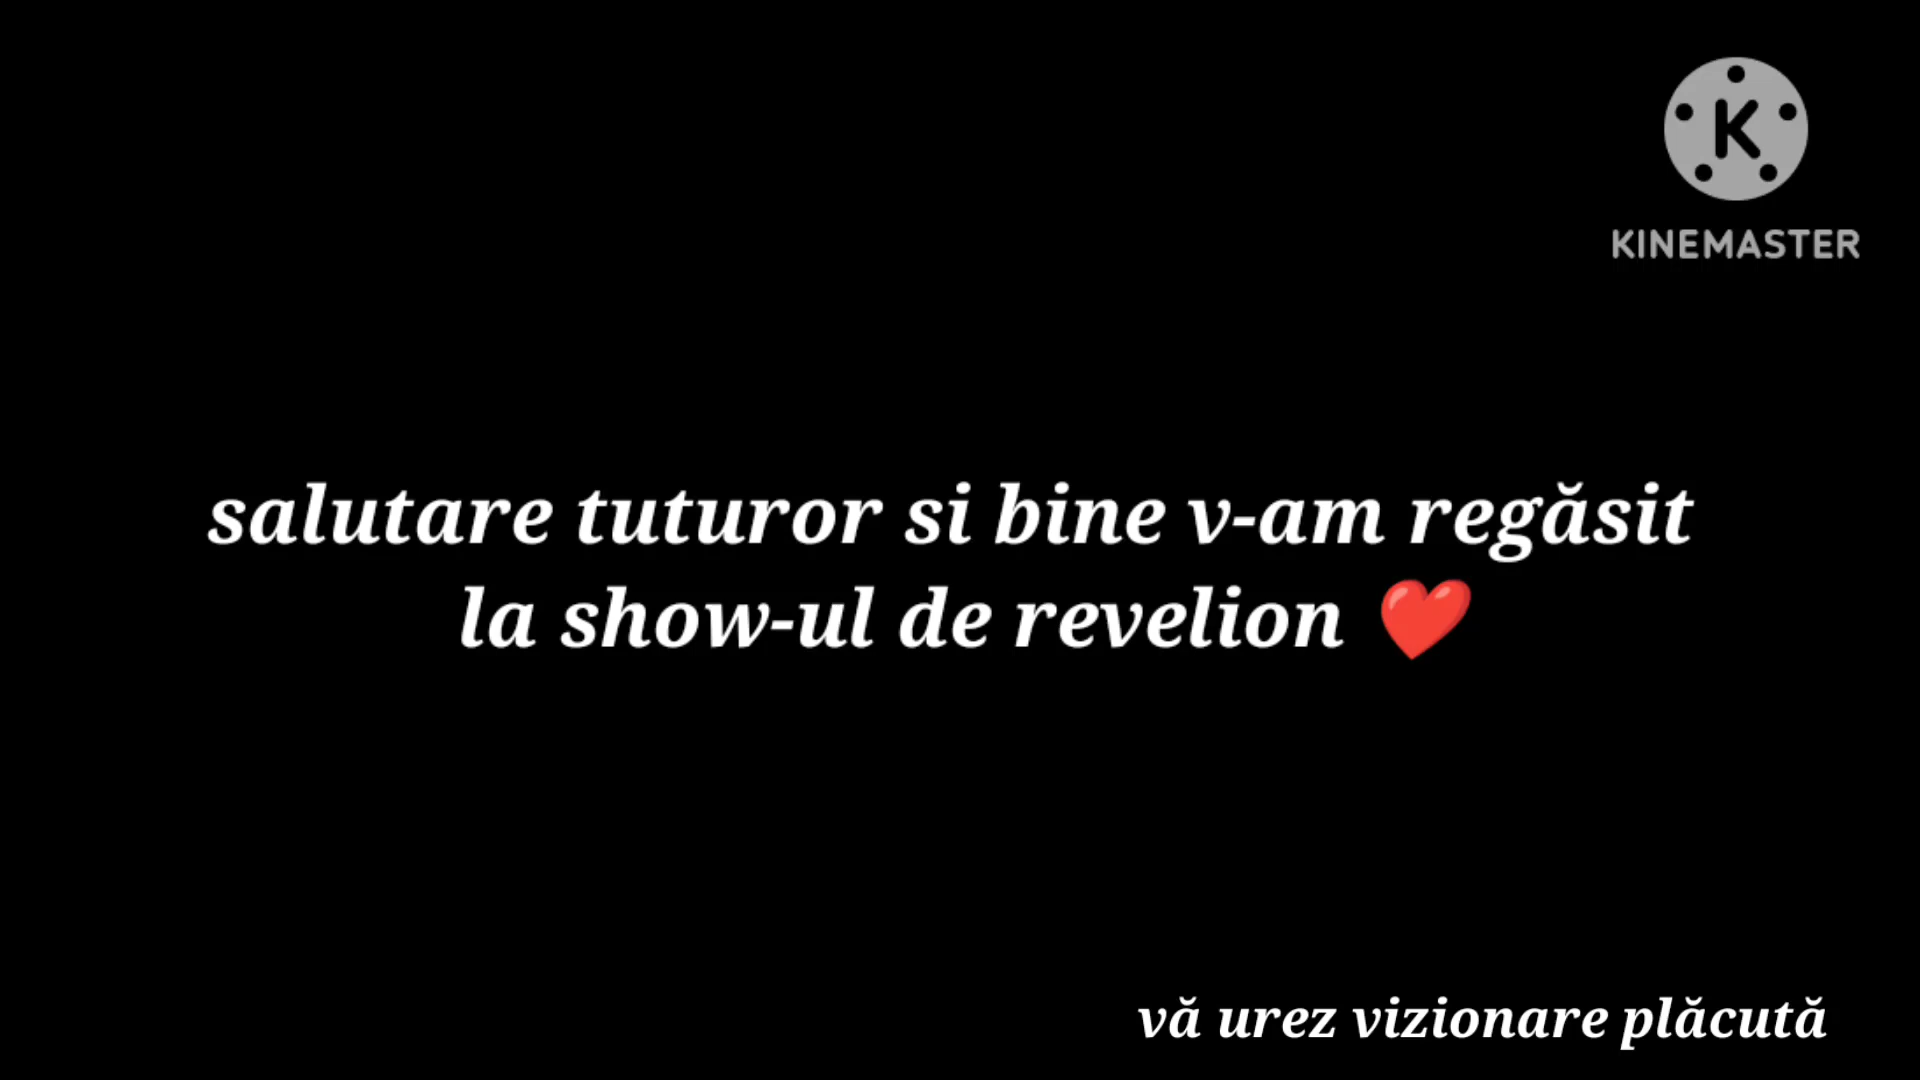 K
KINEMASTER
salutare tuturor si bine v-am regăsit
la show-ul de revelion ❤️
vă urez vizionare plăcută